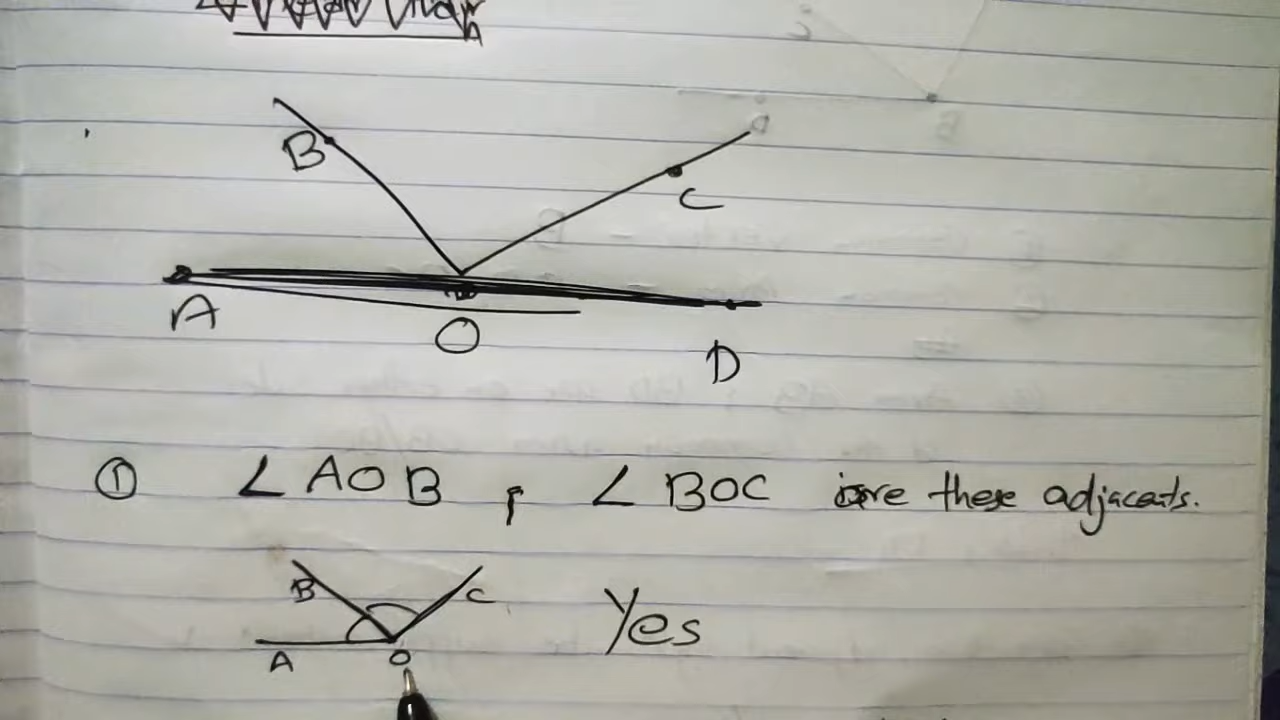 B
C
A
O
D
① ∠AOB , ∠BOC are these adjacents.
B C
Yes
A O